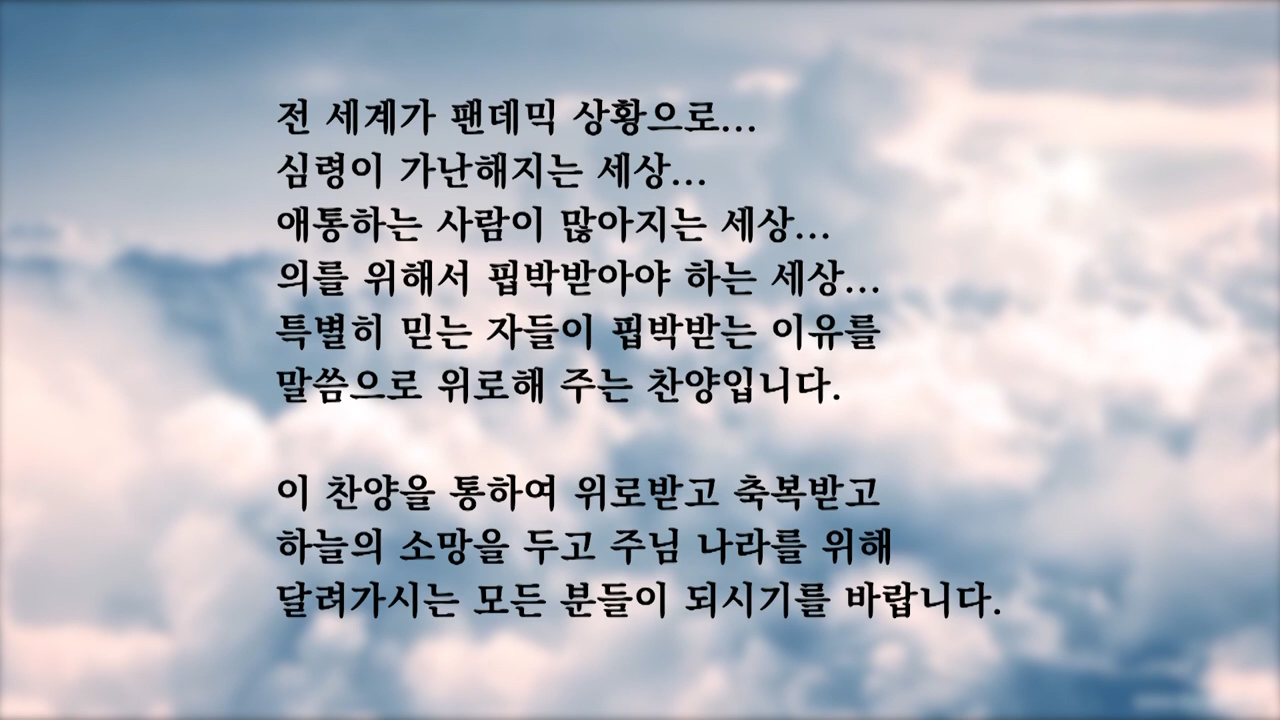 전 세계가 팬데믹 상황으로...
심령이 가난해지는 세상...
애통하는 사람이 많아지는 세상...
의를 위해서 핍박받아야 하는 세상...
특별히 믿는 자들이 핍박받는 이유를
말씀으로 위로해 주는 찬양입니다.
이 찬양을 통하여 위로받고 축복받고
하늘의 소망을 두고 주님 나라를 위해
달려가시는 모든 분들이 되시기를 바랍니다.